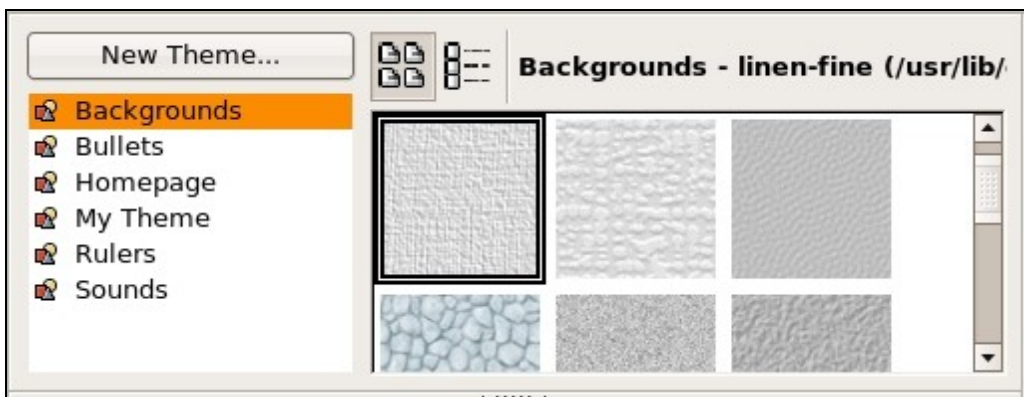 New Theme...
Backgrounds - linen-fine (/usr/lib/
Backgrounds
Bullets
Homepage
My Theme
Rulers
Sounds